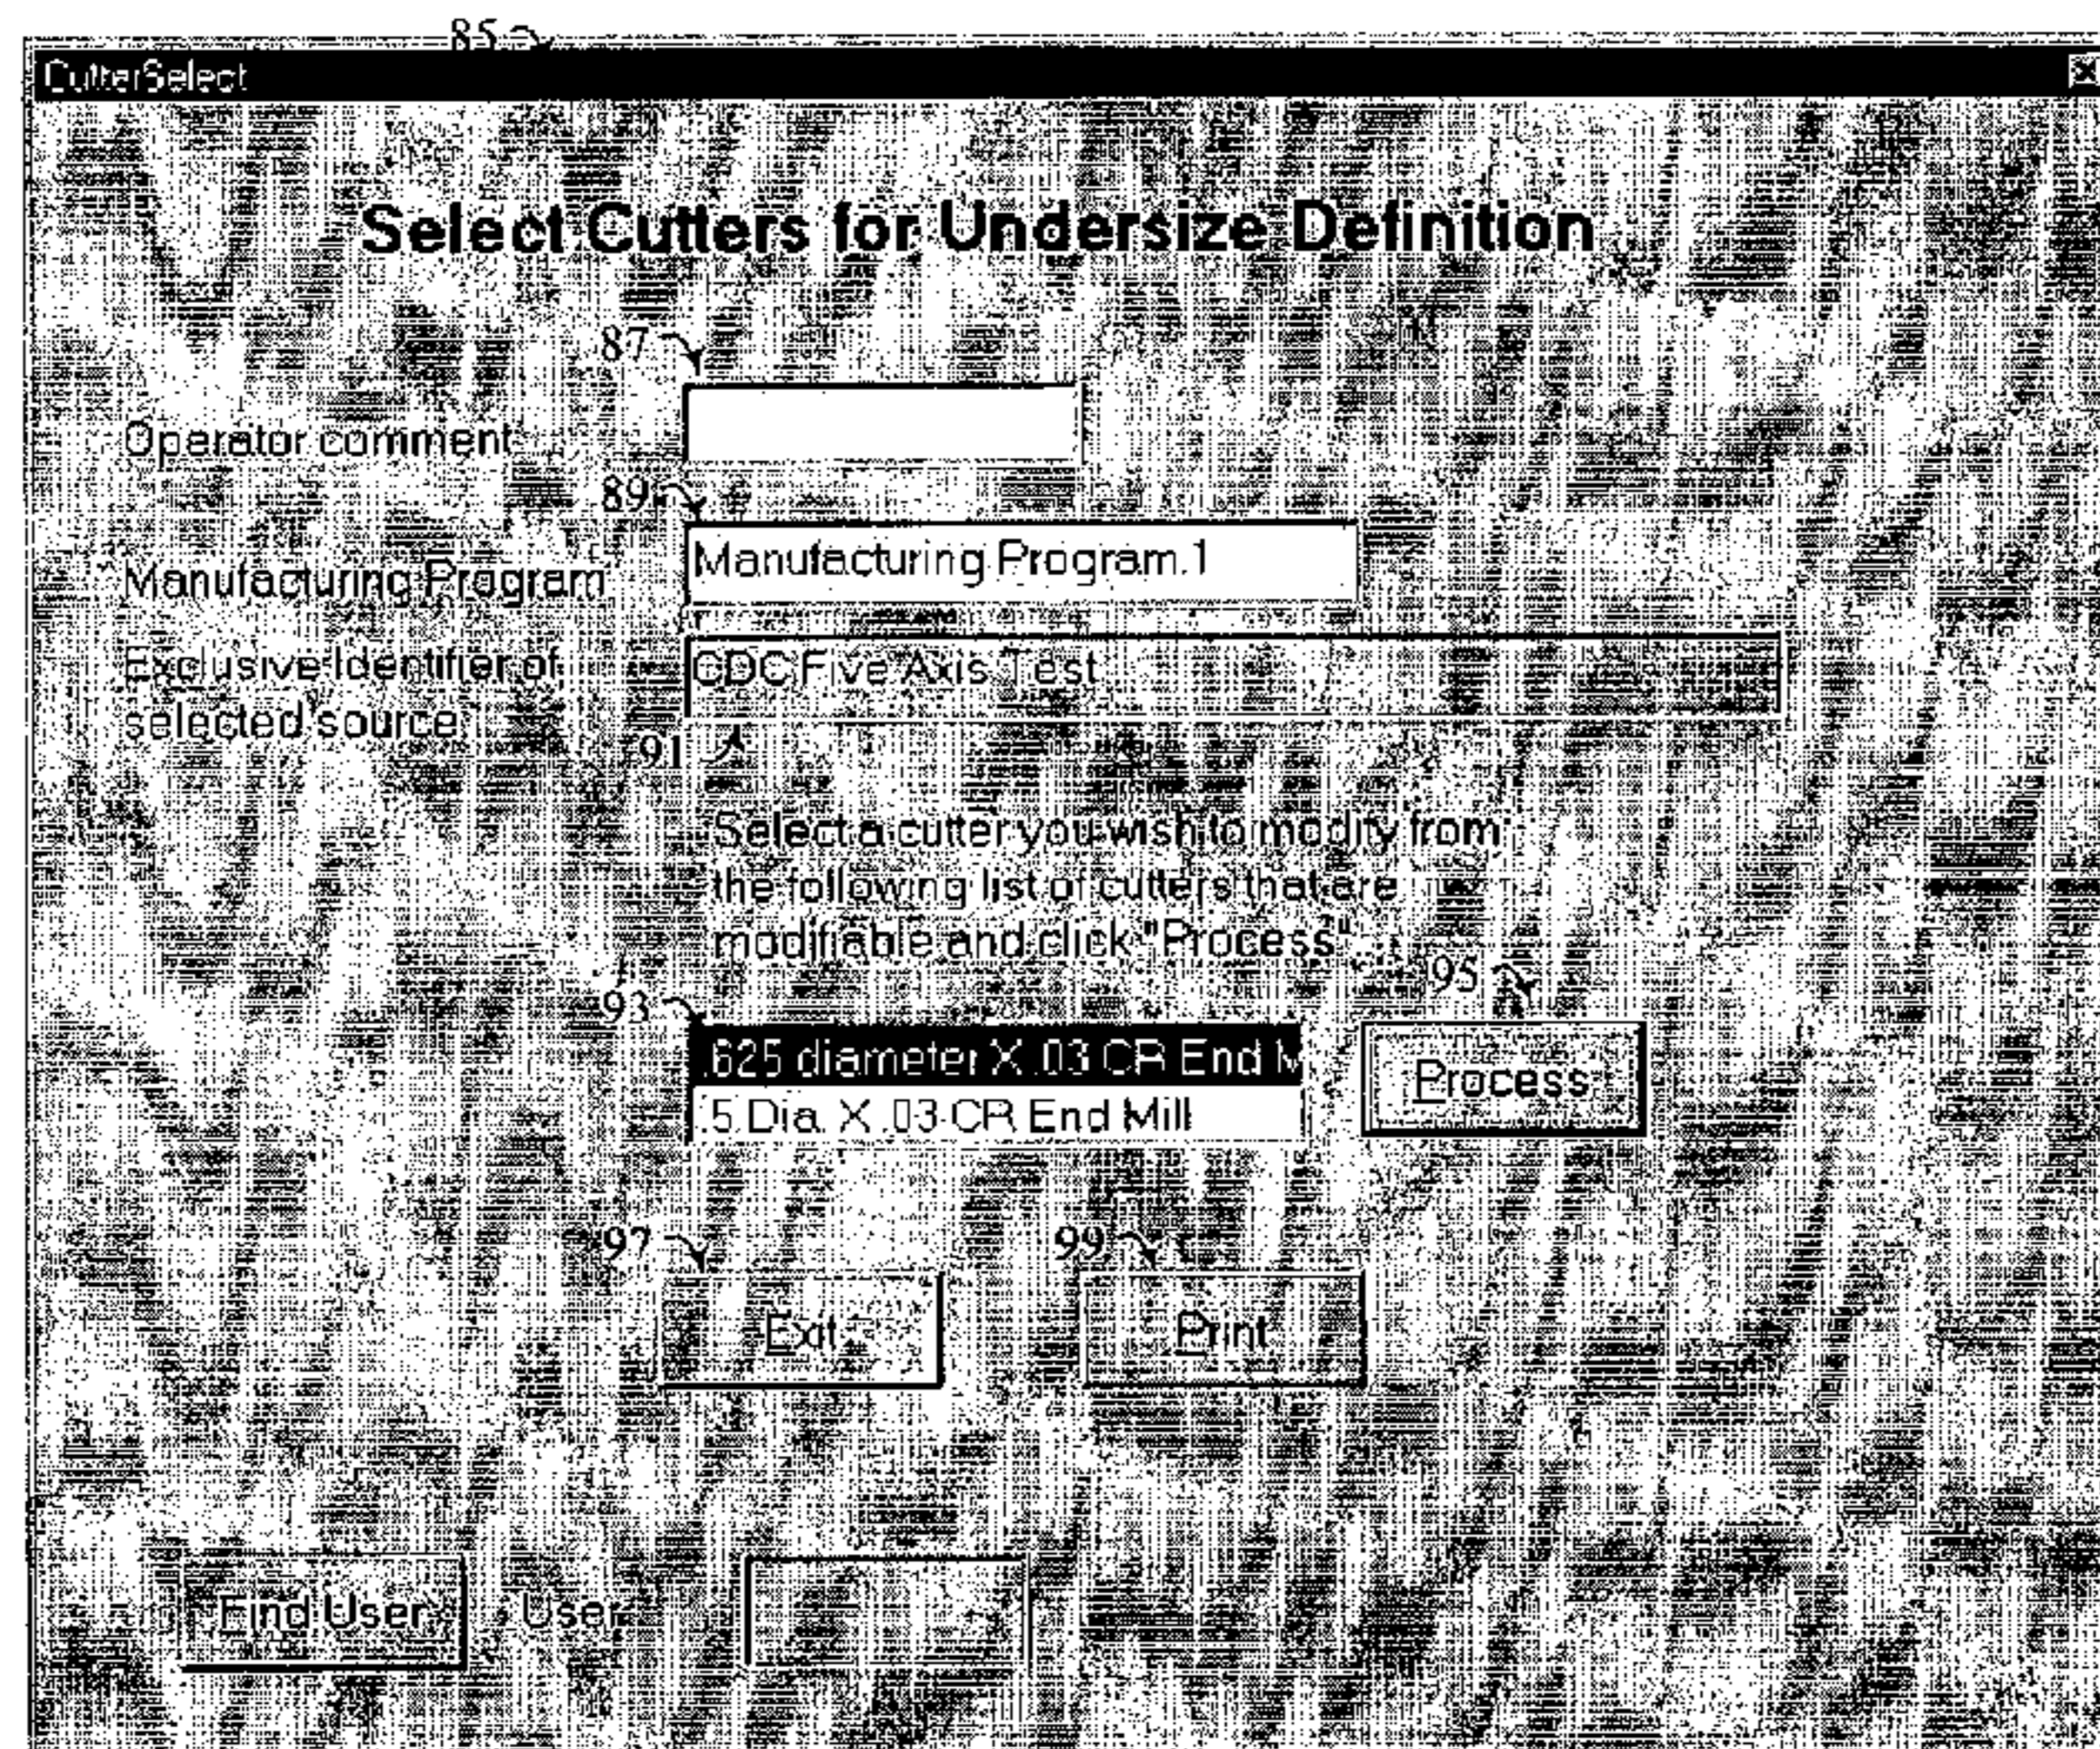 85
CutterSelect
Select Cutters for Undersize Definition
87
Operator comment
89
Manufacturing Program
Manufacturing Program.1
Exclusive Identifier of
selected source
CDC Five Axis Test
91
Select a cutter you wish to modify from
the following list of cutters that are
modifiable and click "Process"
93
95
.625 diameter X .03 CR End M
.5 Dia. X .03 CR End Mill
Process
97
99
Exit
Print
Find User
User